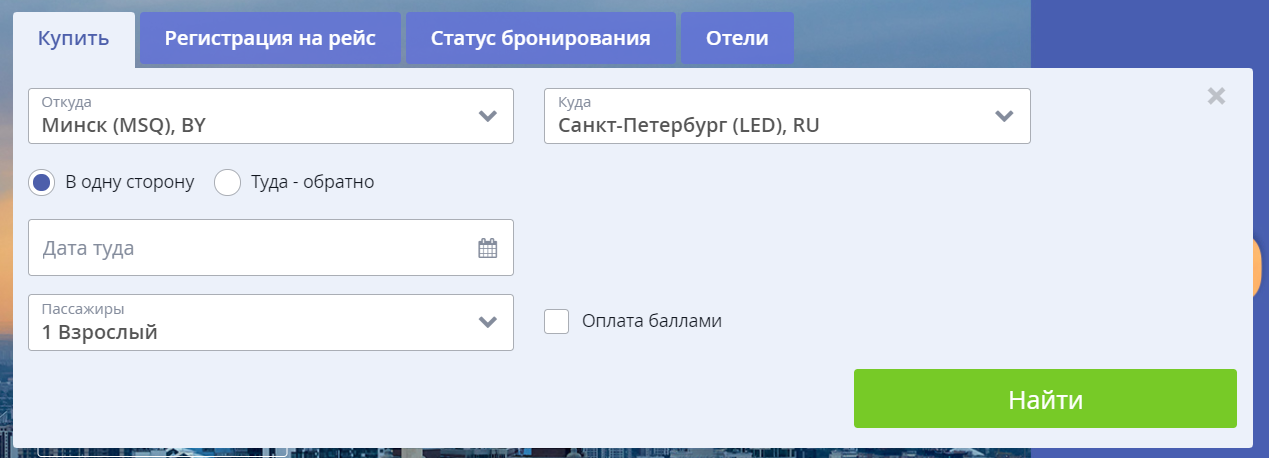 Купить
Регистрация на рейс
Статус бронирования
Отели
Откуда
Минск (MSQ), BY
Куда
Санкт-Петербург (LED), RU
В одну сторону
Туда - обратно
Дата туда
Пассажиры
1 Взрослый
Оплата баллами
Найти